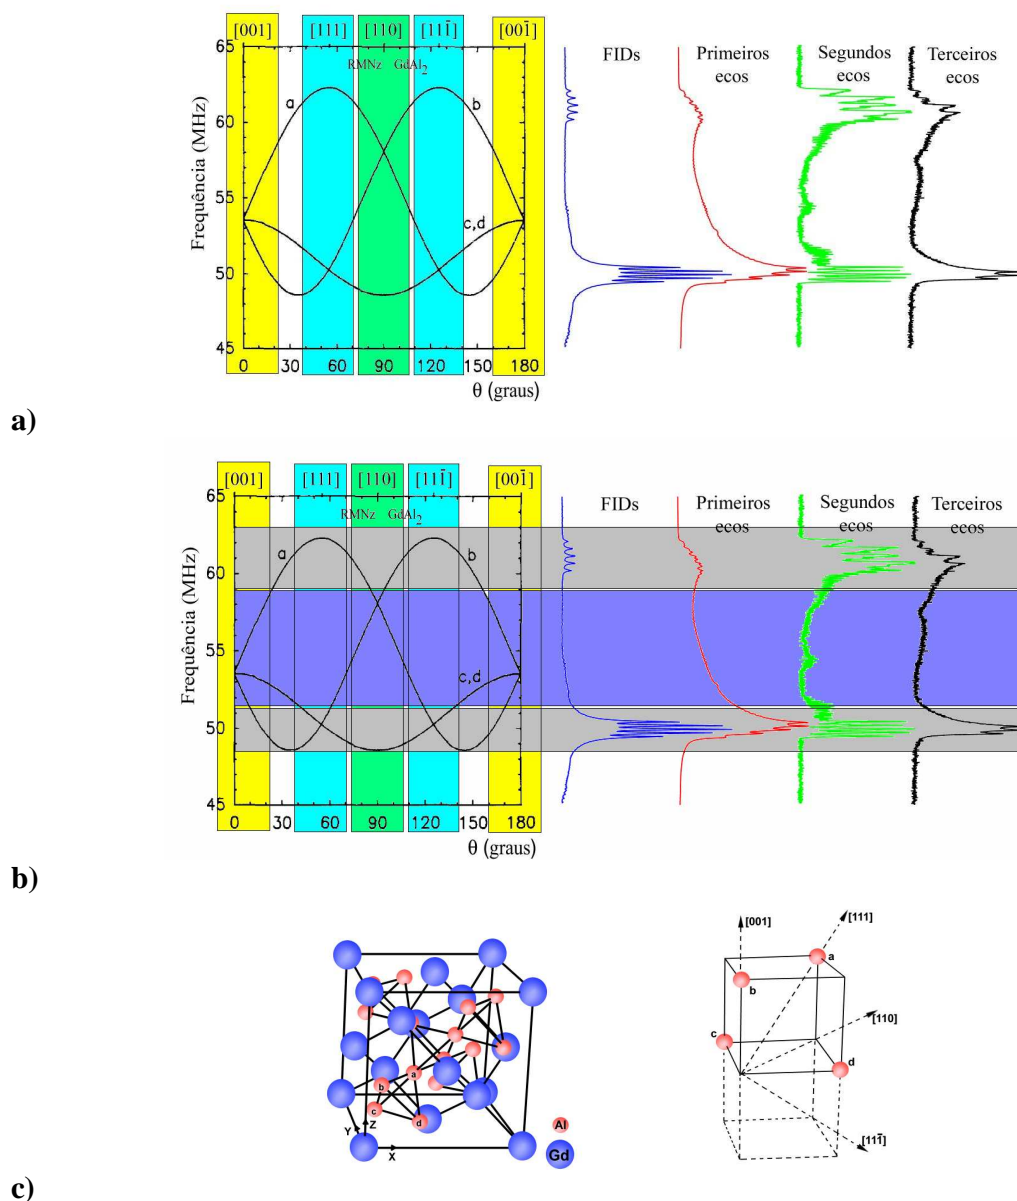 [001] [111] [110] [11̄1̄] [001̄]
65
RMNz GdAl2
FIDs Primeiros ecos Segundos ecos Terceiros ecos
a b
60
Frequência (MHz)
55
c,d
50
45
0 30 60 90 120 150 180
θ (graus)
a)
[001] [111] [110] [111̄] [001̄]
65
RMNz GdAl2
FIDs Primeiros ecos Segundos ecos Terceiros ecos
a b
60
Frequência (MHz)
55
c,d
50
45
0 30 60 90 120 150 180
θ (graus)
b)
[001] [111]
a
b
[110]
c
d
a
b
c
d
Y Z
X
Al
Gd
[111̄]
c)